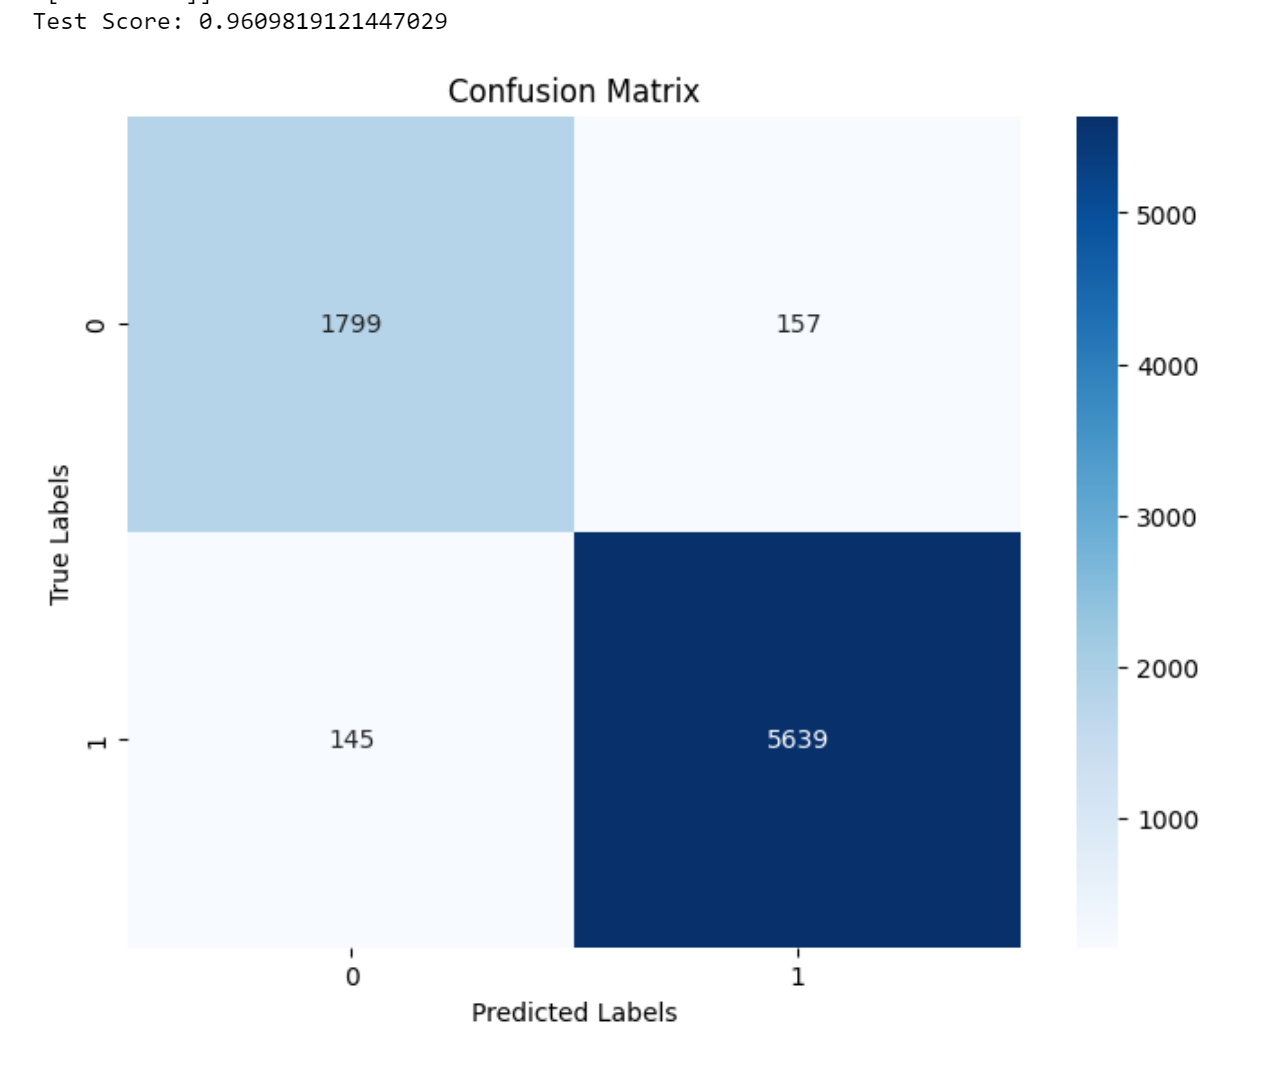 Test Score: 0.9609819121447029
Confusion Matrix
1799 157
145 5639
0
1
True Labels
0 1
Predicted Labels
5000
4000
3000
2000
1000